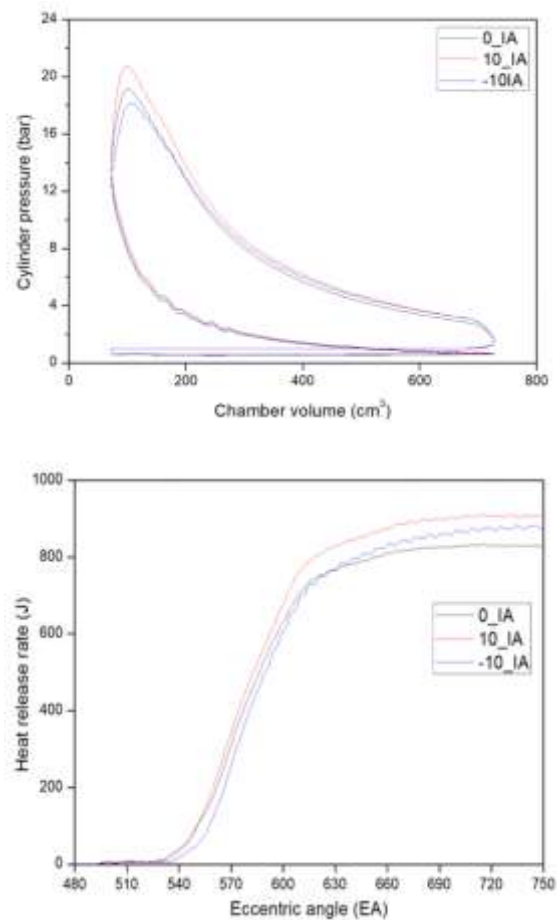 24
20
16
12
8
4
0
Cylinder pressure (bar)
0_IA
10_IA
-10IA
0 200 400 600 800
Chamber volume (cm³)
1000
800
600
400
200
0
Heat release rate (J)
0_IA
10_IA
-10_IA
480 510 540 570 600 630 660 690 720 750
Eccentric angle (EA)